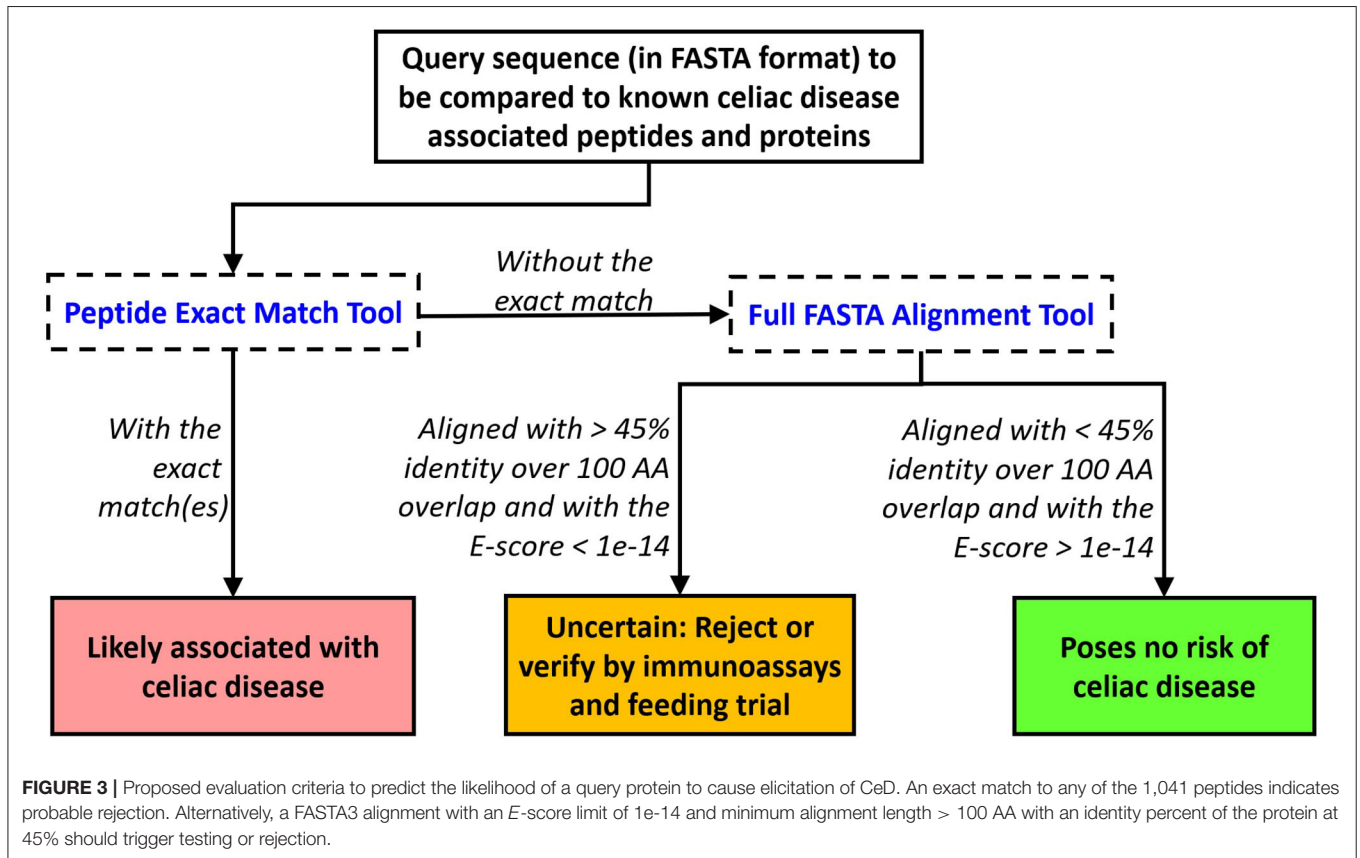 Query sequence (in FASTA format) to
be compared to known celiac disease
associated peptides and proteins
Without the
exact match
Peptide Exact Match Tool
Full FASTA Alignment Tool
With the
exact
match(es)
Aligned with > 45%
identity over 100 AA
overlap and with the
E-score < 1e-14
Aligned with < 45%
identity over 100 AA
overlap and with the
E-score > 1e-14
Likely associated with
celiac disease
Uncertain: Reject or
verify by immunoassays
and feeding trial
Poses no risk of
celiac disease
FIGURE 3 | Proposed evaluation criteria to predict the likelihood of a query protein to cause elicitation of CeD. An exact match to any of the 1,041 peptides indicates
probable rejection. Alternatively, a FASTA3 alignment with an E-score limit of 1e-14 and minimum alignment length > 100 AA with an identity percent of the protein at
45% should trigger testing or rejection.